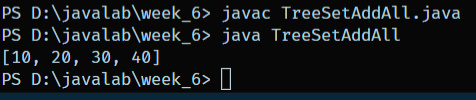 PS D:\javalab\week_6> javac TreeSetAddAll.java
PS D:\javalab\week_6> java TreeSetAddAll
[10, 20, 30, 40]
PS D:\javalab\week_6>